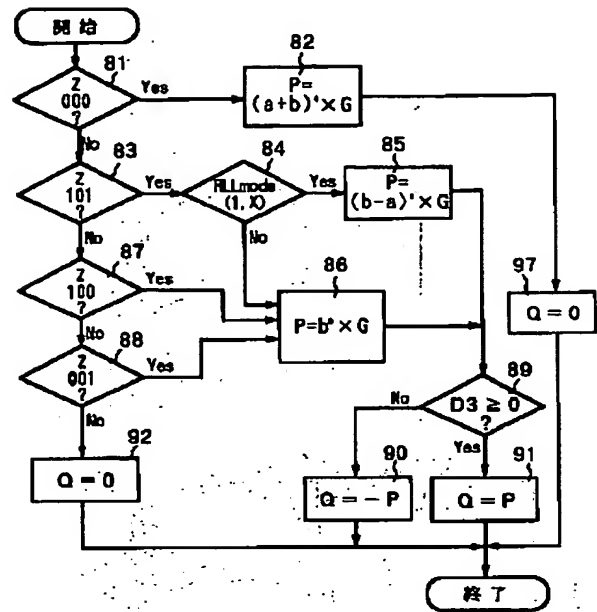 開始
81
Z
000
?
Yes
No
82
P=
(a+b)'×G
83
Z
101
?
Yes
No
84
RLLmode
(1,X)
Yes
No
85
P=
(b-a)'×G
87
Z
100
?
Yes
No
86
P=b*×G
97
Q=0
88
Z
001
?
Yes
No
89
D3≧0
?
No
Yes
92
Q=0
90
Q=-P
91
Q=P
終了